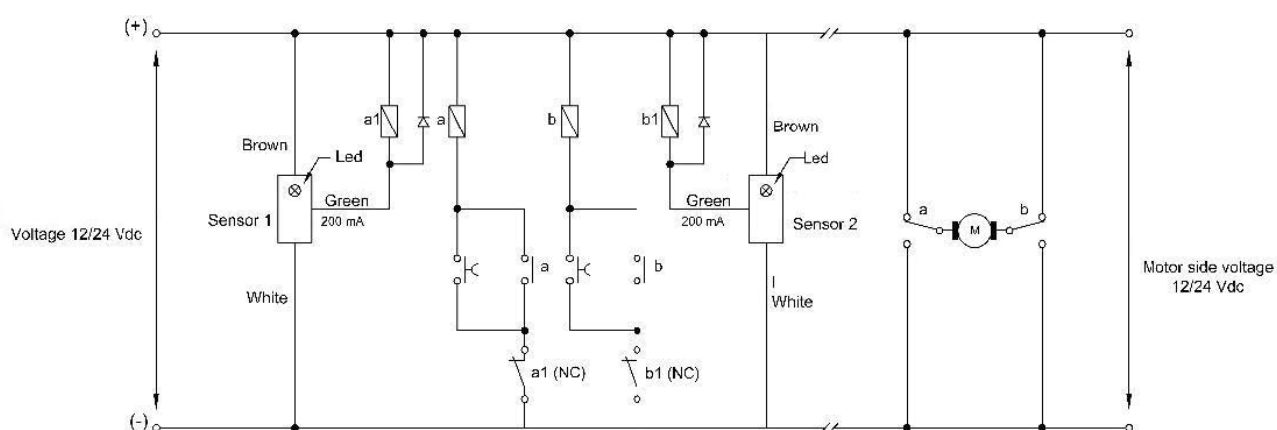 (+)
a1
a
b
b1
Brown
Led
Brown
Led
Green
200 mA
Sensor 1
Green
200 mA
Sensor 2
a
M
b
Voltage 12/24 Vdc
a
b
Motor side voltage
12/24 Vdc
White
White
a1 (NC)
b1 (NC)
(-)